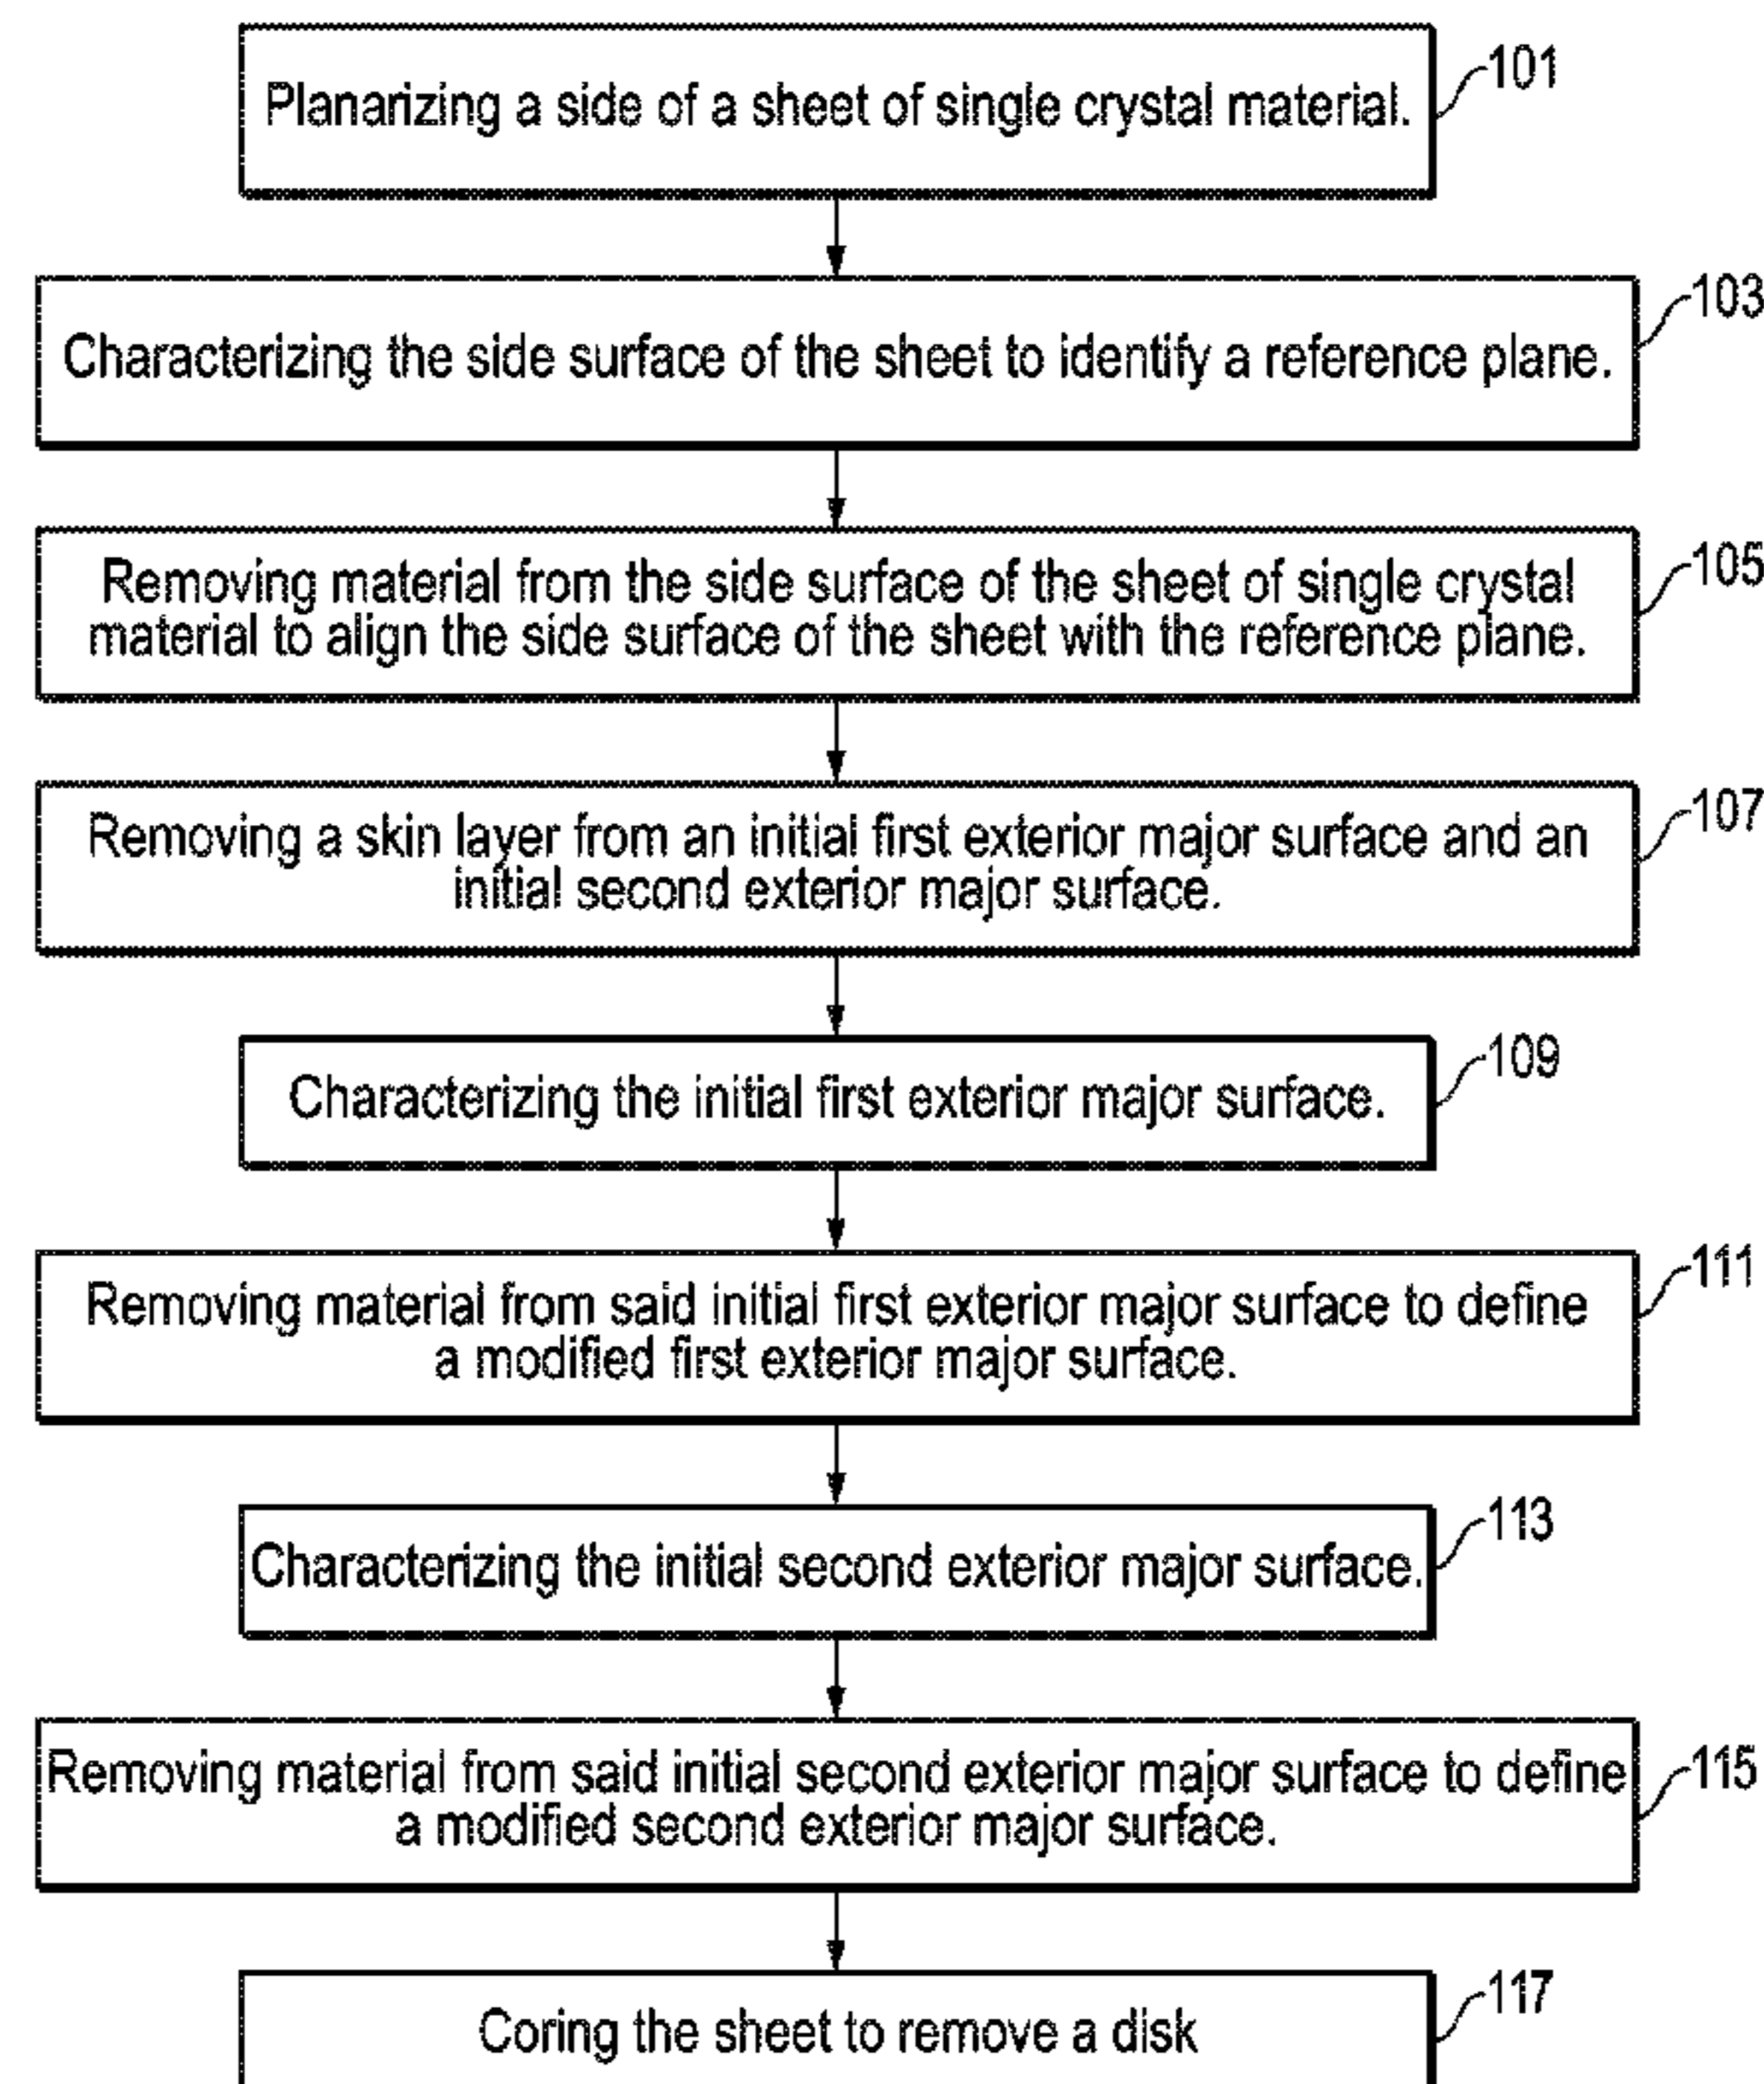 Planarizing a side of a sheet of single crystal material.
101
Characterizing the side surface of the sheet to identify a reference plane.
103
Removing material from the side surface of the sheet of single crystal
material to align the side surface of the sheet with the reference plane.
105
Removing a skin layer from an initial first exterior major surface and an
initial second exterior major surface.
107
Characterizing the initial first exterior major surface.
109
Removing material from said initial first exterior major surface to define
a modified first exterior major surface.
111
Characterizing the initial second exterior major surface.
113
Removing material from said initial second exterior major surface to define
a modified second exterior major surface.
115
Coring the sheet to remove a disk
117